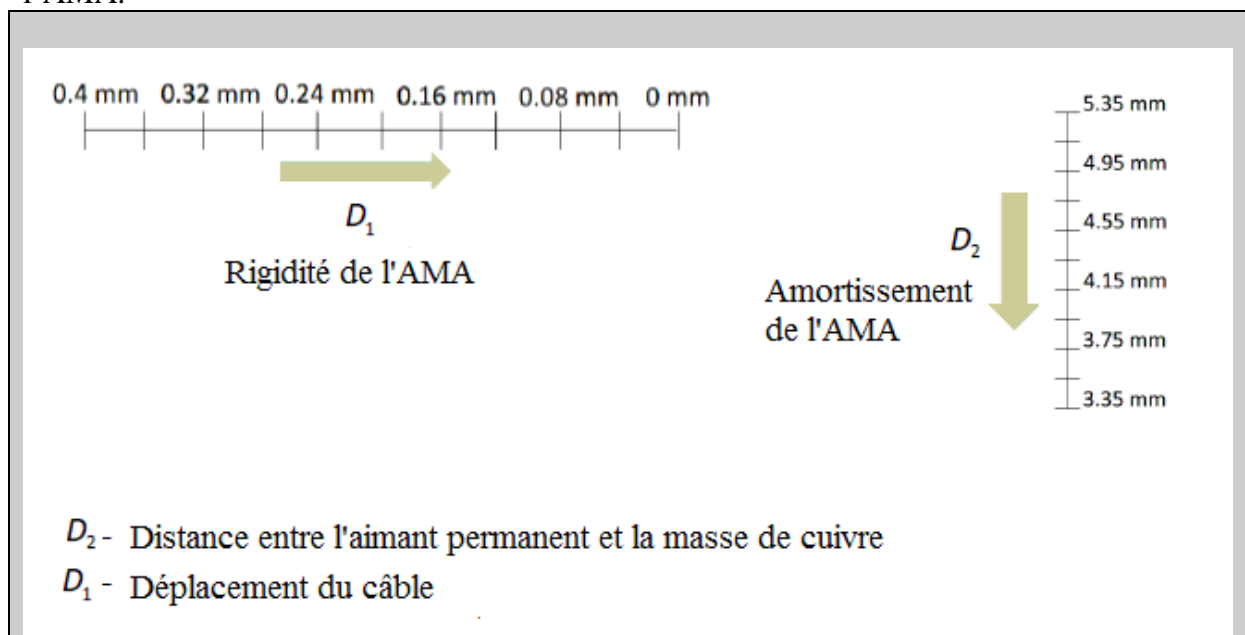 l'AMA.
0.4 mm 0.32 mm 0.24 mm 0.16 mm 0.08 mm 0 mm
D₁
Rigidité de l'AMA
5.35 mm
4.95 mm
4.55 mm
4.15 mm
3.75 mm
3.35 mm
D₂
Amortissement
de l'AMA
D₂ - Distance entre l'aimant permanent et la masse de cuivre
D₁ - Déplacement du câble